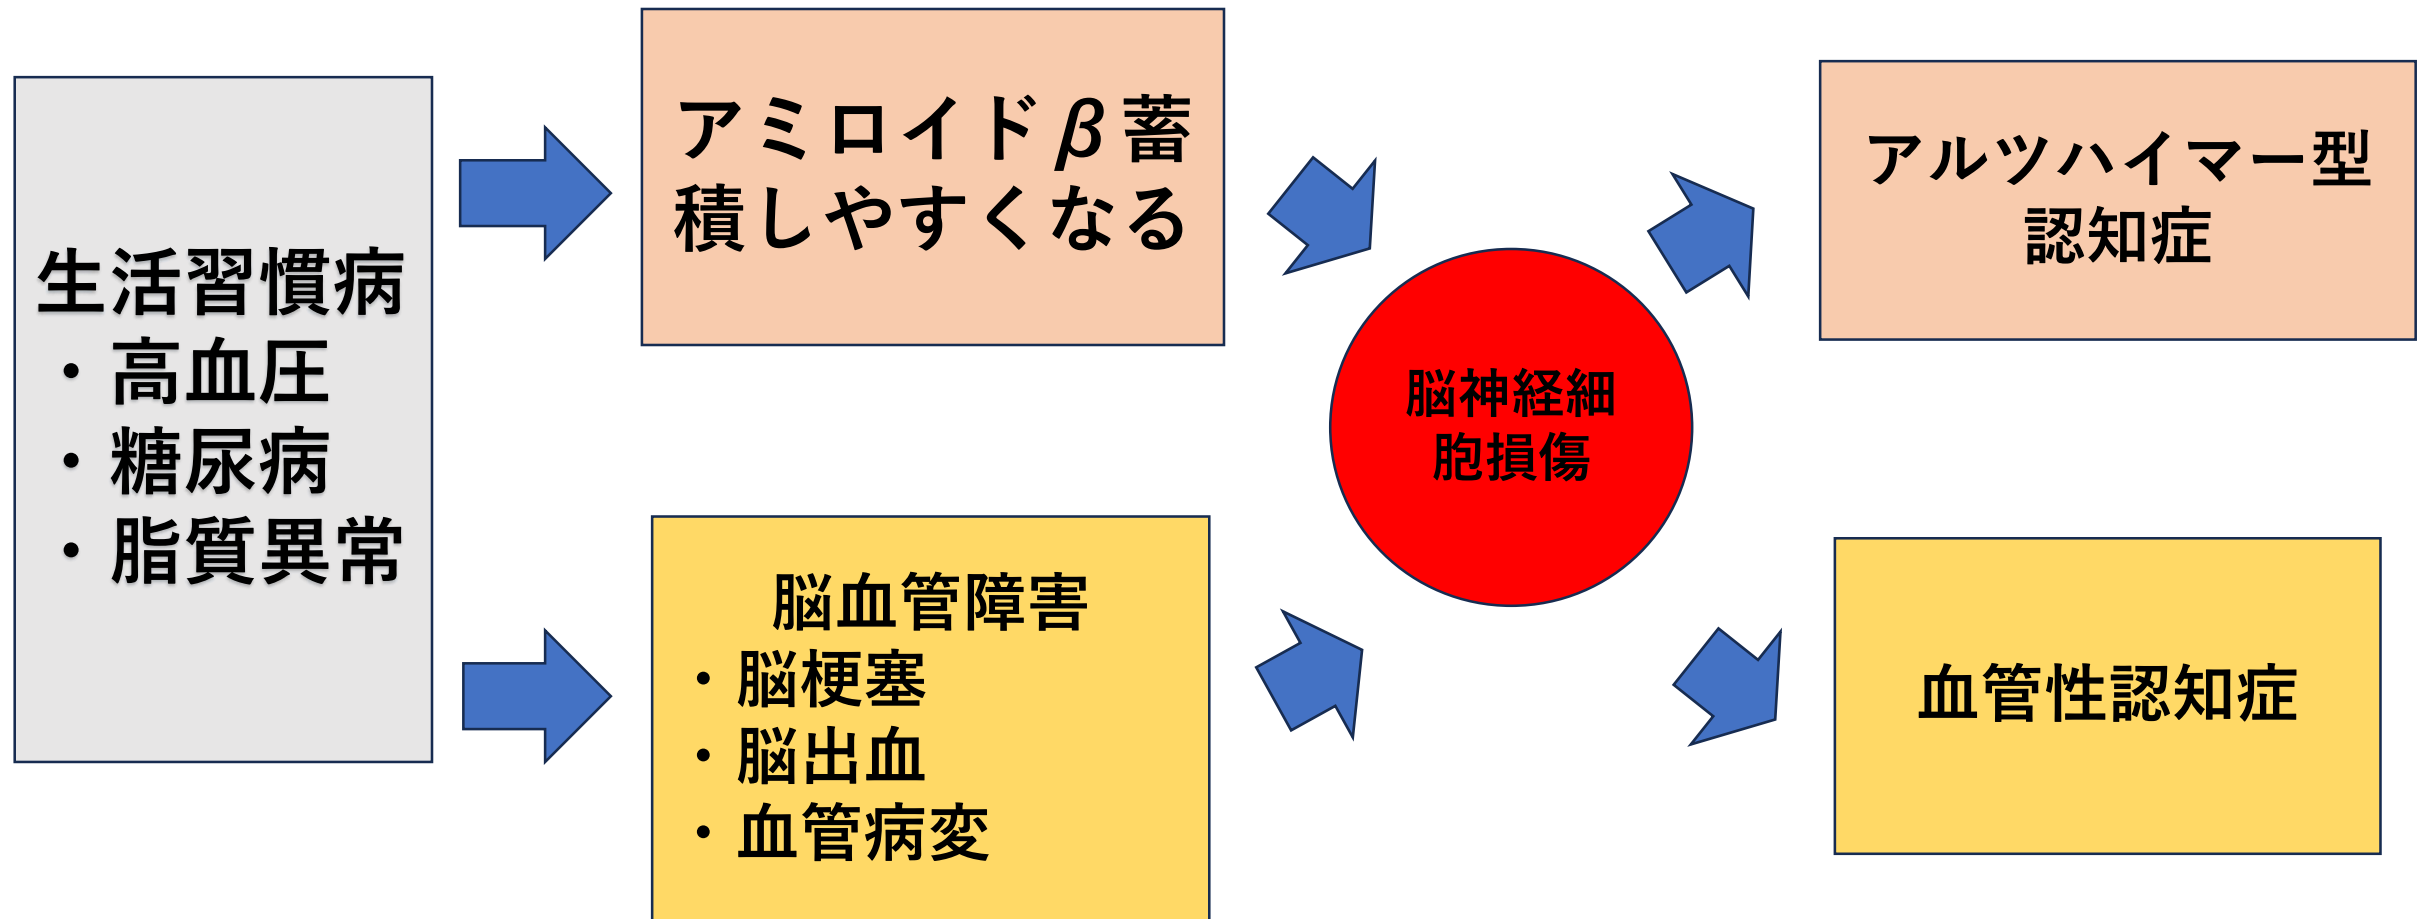 生活習慣病
・高血圧
・糖尿病
・脂質異常
アミロイドβ蓄
積しやすくなる
脳血管障害
・脳梗塞
・脳出血
・血管病変
脳神経細
胞損傷
アルツハイマー型
認知症
血管性認知症